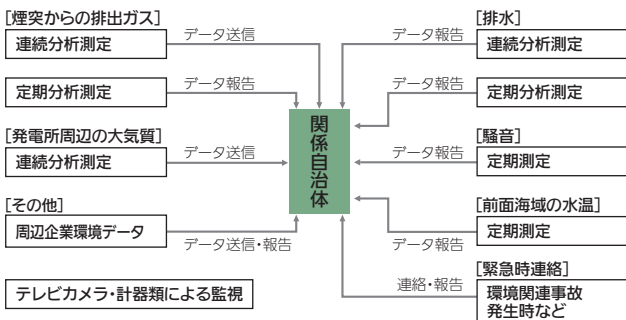 [煙突からの排出ガス]
連続分析測定
データ送信
定期分析測定
データ報告
[発電所周辺の大気質]
連続分析測定
データ送信
[その他]
周辺企業環境データ
データ送信・報告
テレビカメラ・計器類による監視
関係自治体
[排水]
データ報告
連続分析測定
データ報告
定期分析測定
[騒音]
データ報告
定期測定
[前面海域の水温]
データ報告
定期測定
[緊急時連絡]
連絡・報告
環境関連事故
発生時など